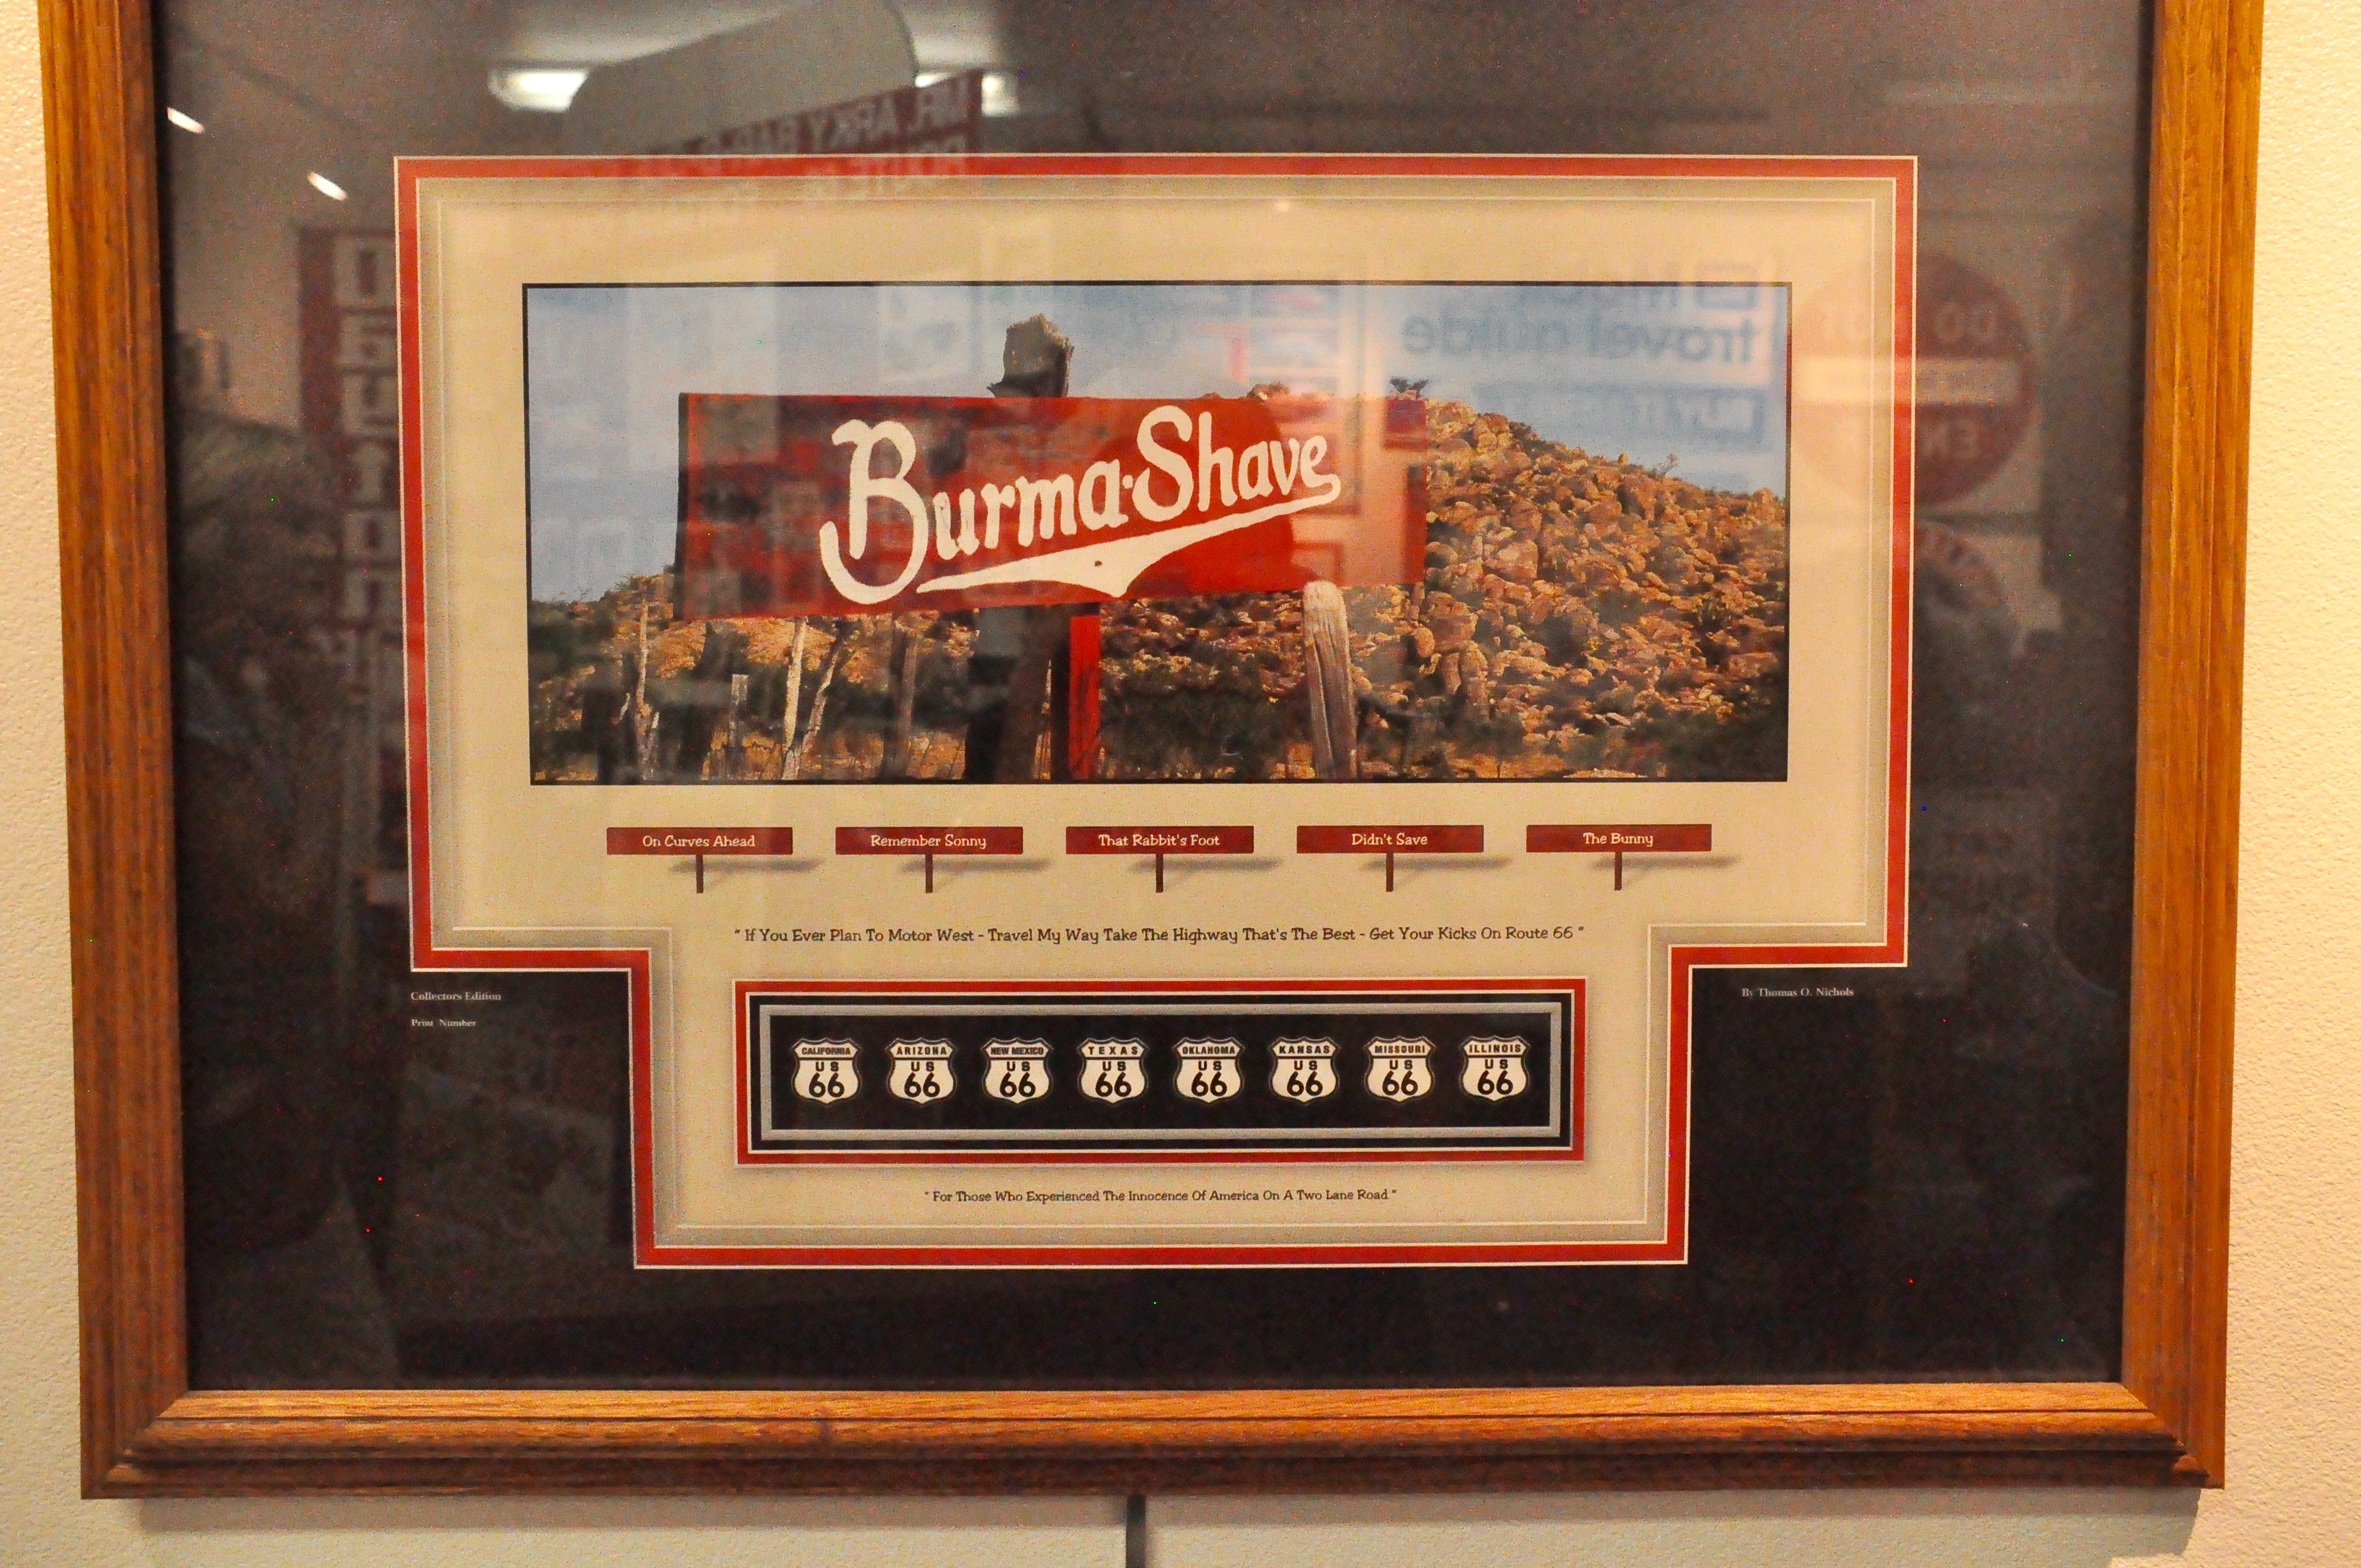 Burma-Shave
On Curves Ahead
Remember Sonny
That Rabbit's Foot
Didn't Save
The Bunny
" If You Ever Plan To Motor West - Travel My Way Take The Highway That's The Best - Get Your Kicks On Route 66 "
Collectors Edition
Print Number
By Thomas O. Nichols
CALIFORNIA US 66
ARIZONA US 66
NEW MEXICO US 66
TEXAS US 66
OKLAHOMA US 66
KANSAS US 66
MISSOURI US 66
ILLINOIS US 66
" For Those Who Experienced The Innocence Of America On A Two Lane Road "
travel guide